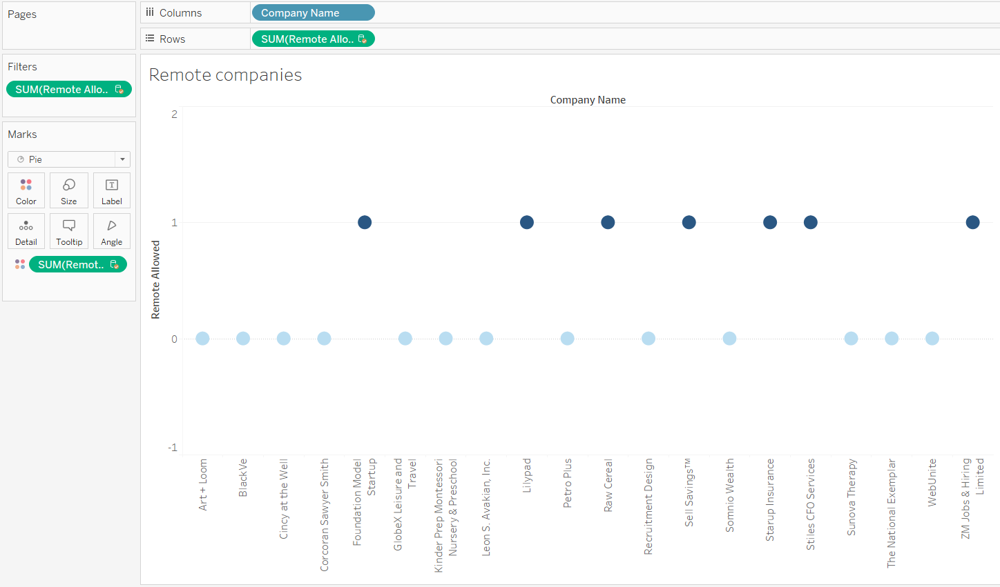 Pages
Columns
Company Name
Rows
SUM(Remote Allo..
Filters
SUM(Remote Allo..
Marks
Pie
Color
Size
Label
Detail
Tooltip
Angle
SUM(Remot..
Remote companies
Company Name
2
1
0
-1
Remote Allowed
Art + Loom
BlackVe
Cincy at the Well
Corcoran Sawyer Smith
Foundation Model
Startup
GlobeX Leisure and
Travel
Kinder Prep Montessori
Nursery & Preschool
Leon S. Avakian, Inc.
Lilypad
Petro Plus
Raw Cereal
Recruitment Design
Sell Savings™
Somnio Wealth
Starup Insurance
Stiles CFO Services
Sunova Therapy
The National Exemplar
WebUnite
ZM Jobs & Hiring
Limited